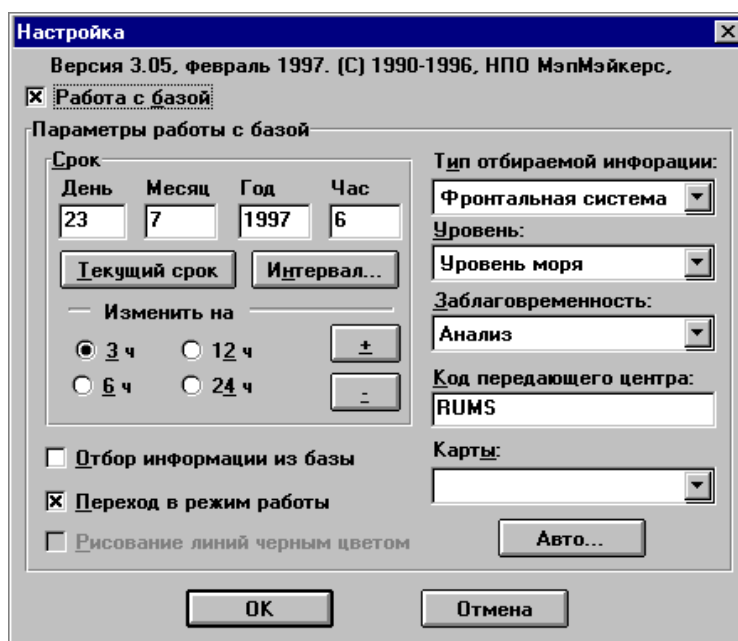 Настройка
Версия 3.05, февраль 1997. (C) 1990-1996, НПО МэпМэйкерс,
Работа с базой
Параметры работы с базой
Срок
День Месяц Год Час
23 7 1997 6
Текущий срок Интервал...
Изменить на
3 ч 12 ч +
6 ч 24 ч -
Отбор информации из базы
Переход в режим работы
Рисование линий черным цветом
Тип отбираемой инфорации:
Фронтальная система
Уровень:
Уровень моря
Заблаговременность:
Анализ
Код передающего центра:
RUMS
Карты:
Авто...
OK Отмена